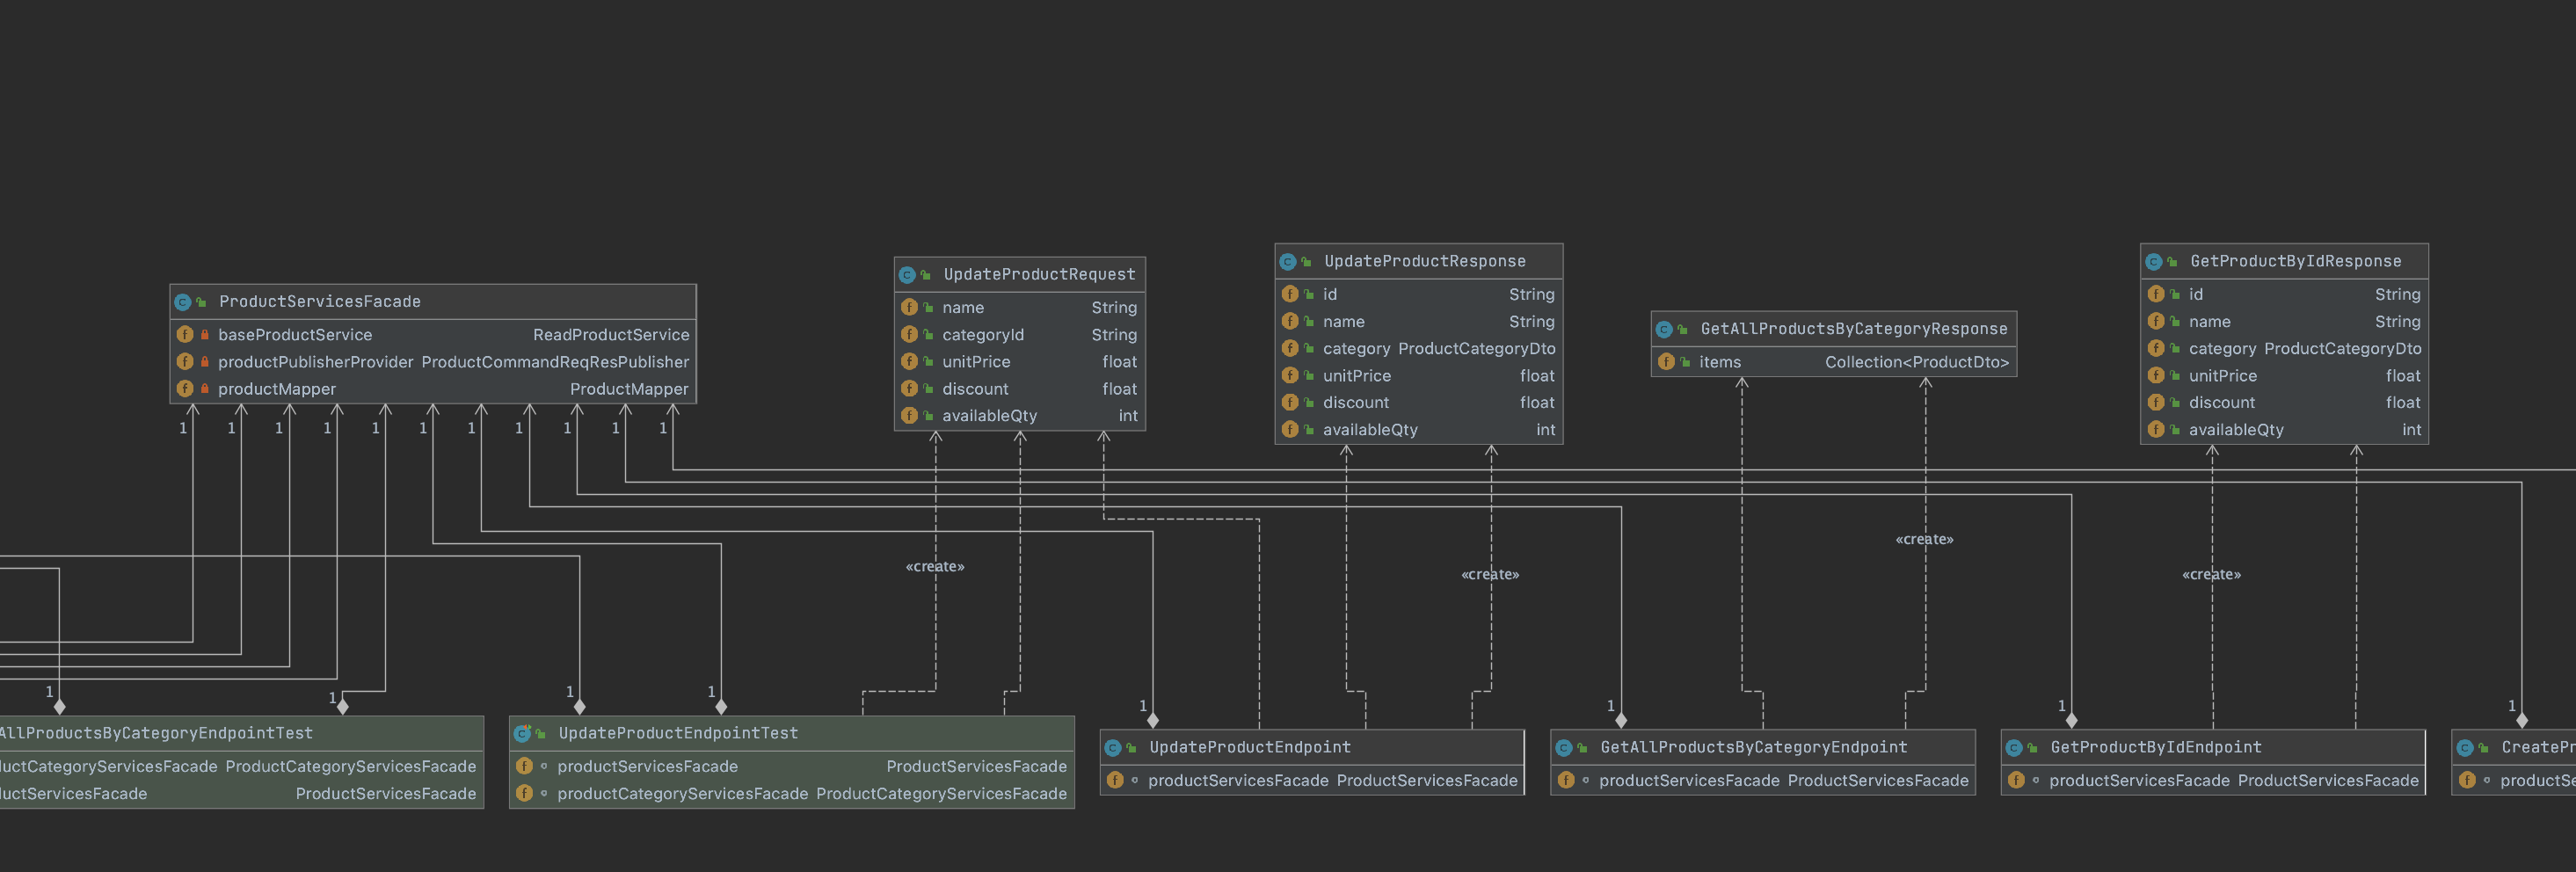 ProductServicesFacade
baseProductService ReadProductService
productPublisherProvider ProductCommandReqResPublisher
productMapper ProductMapper
UpdateProductRequest
name String
categoryId String
unitPrice float
discount float
availableQty int
UpdateProductResponse
id String
name String
category ProductCategoryDto
unitPrice float
discount float
availableQty int
GetAllProductsByCategoryResponse
items Collection<ProductDto>
GetProductByIdResponse
id String
name String
category ProductCategoryDto
unitPrice float
discount float
availableQty int
1 1 1 1 1 1 1 1 1 1 1
«create»
«create»
«create»
«create»
1 1 1 1 1 1 1 1
AllProductsByCategoryEndpointTest
uctCategoryServicesFacade ProductCategoryServicesFacade
uctServicesFacade ProductServicesFacade
UpdateProductEndpointTest
productServicesFacade ProductServicesFacade
productCategoryServicesFacade ProductCategoryServicesFacade
UpdateProductEndpoint
productServicesFacade ProductServicesFacade
GetAllProductsByCategoryEndpoint
productServicesFacade ProductServicesFacade
GetProductByIdEndpoint
productServicesFacade ProductServicesFacade
CreatePr
productSe